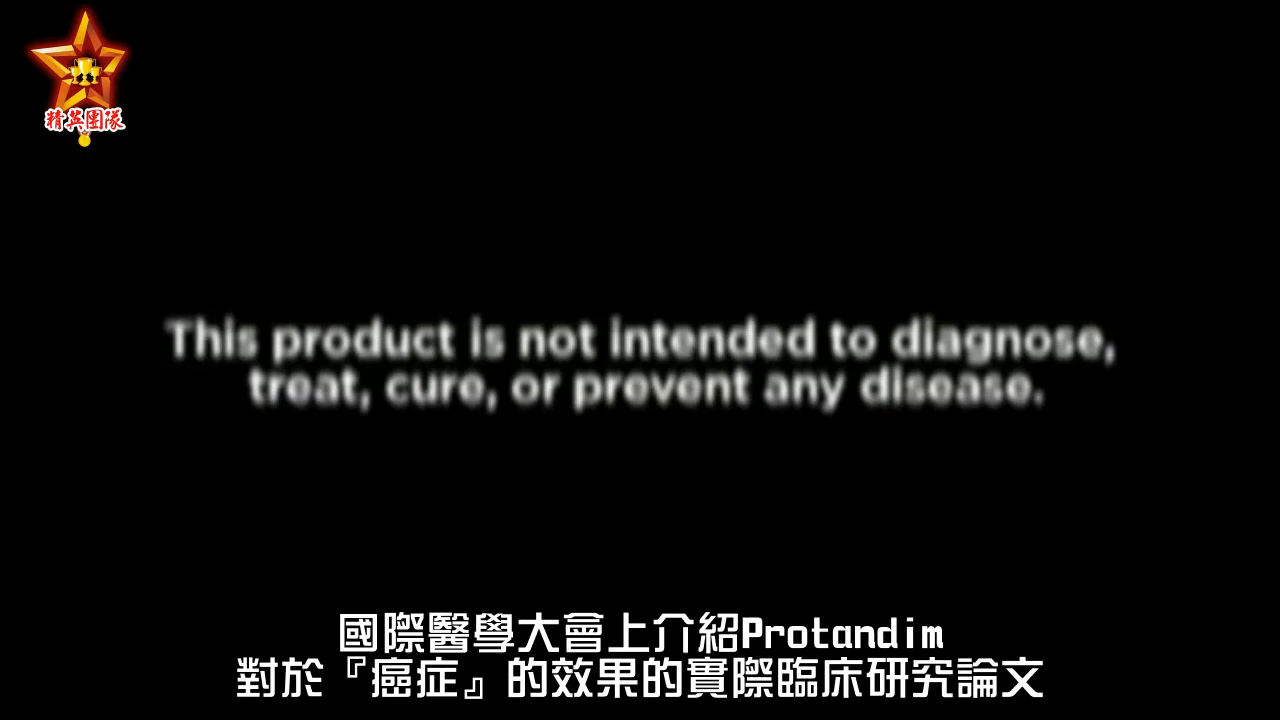 精英團隊
This product is not intended to diagnose,
treat, cure, or prevent any disease.
國際醫學大會上介紹Protandim
對於『癌症』的效果的實際臨床研究論文